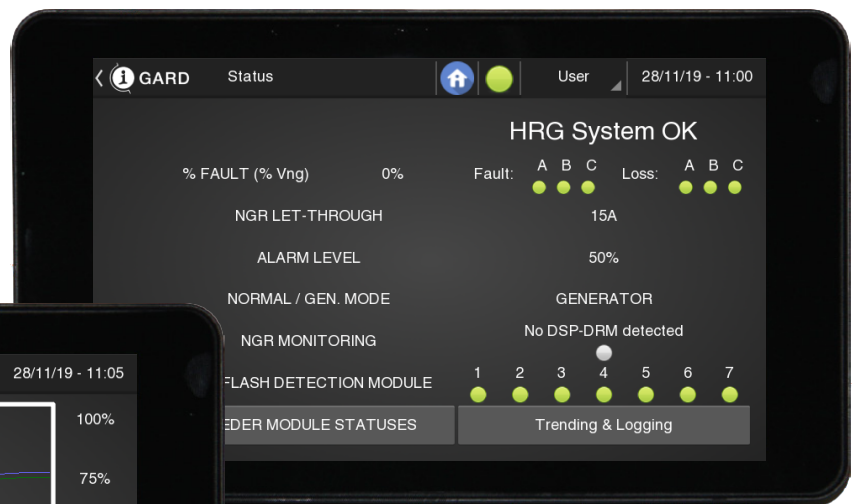 GARD Status User 28/11/19 - 11:00
HRG System OK
% FAULT (% Vng) 0% Fault: A B C Loss: A B C
NGR LET-THROUGH 15A
ALARM LEVEL 50%
NORMAL / GEN. MODE GENERATOR
NGR MONITORING No DSP-DRM detected
FLASH DETECTION MODULE 1 2 3 4 5 6 7
EDER MODULE STATUSES Trending & Logging
28/11/19 - 11:05
100%
75%